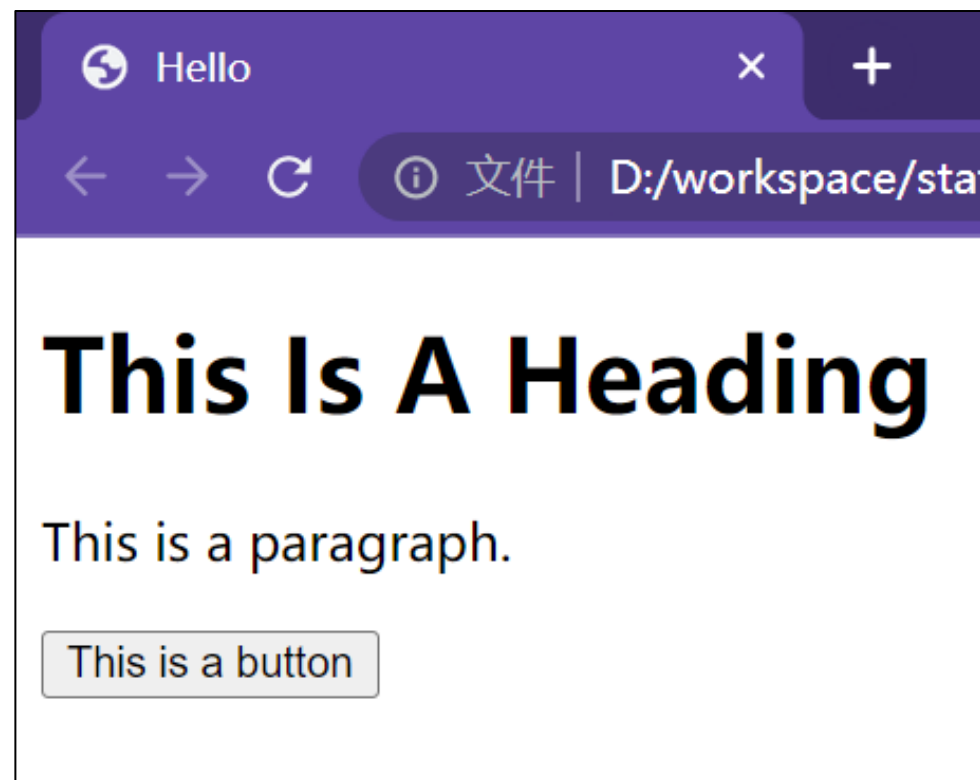 Hello
文件 D:/workspace/sta
This Is A Heading
This is a paragraph.
This is a button